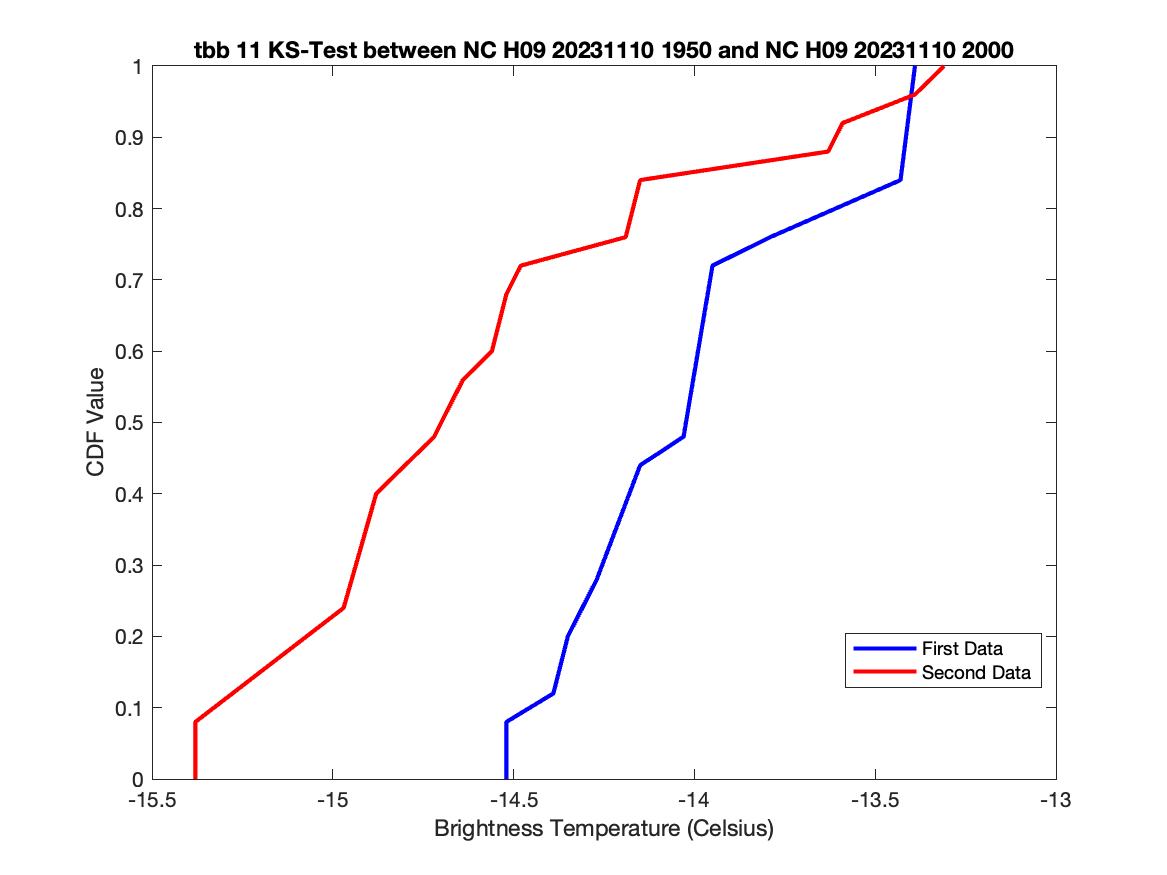 tbb 11 KS-Test between NC H09 20231110 1950 and NC H09 20231110 2000
1
0.9
0.8
0.7
0.6
0.5
0.4
0.3
0.2
0.1
0
CDF Value
First Data
Second Data
-15.5 -15 -14.5 -14 -13.5 -13
Brightness Temperature (Celsius)